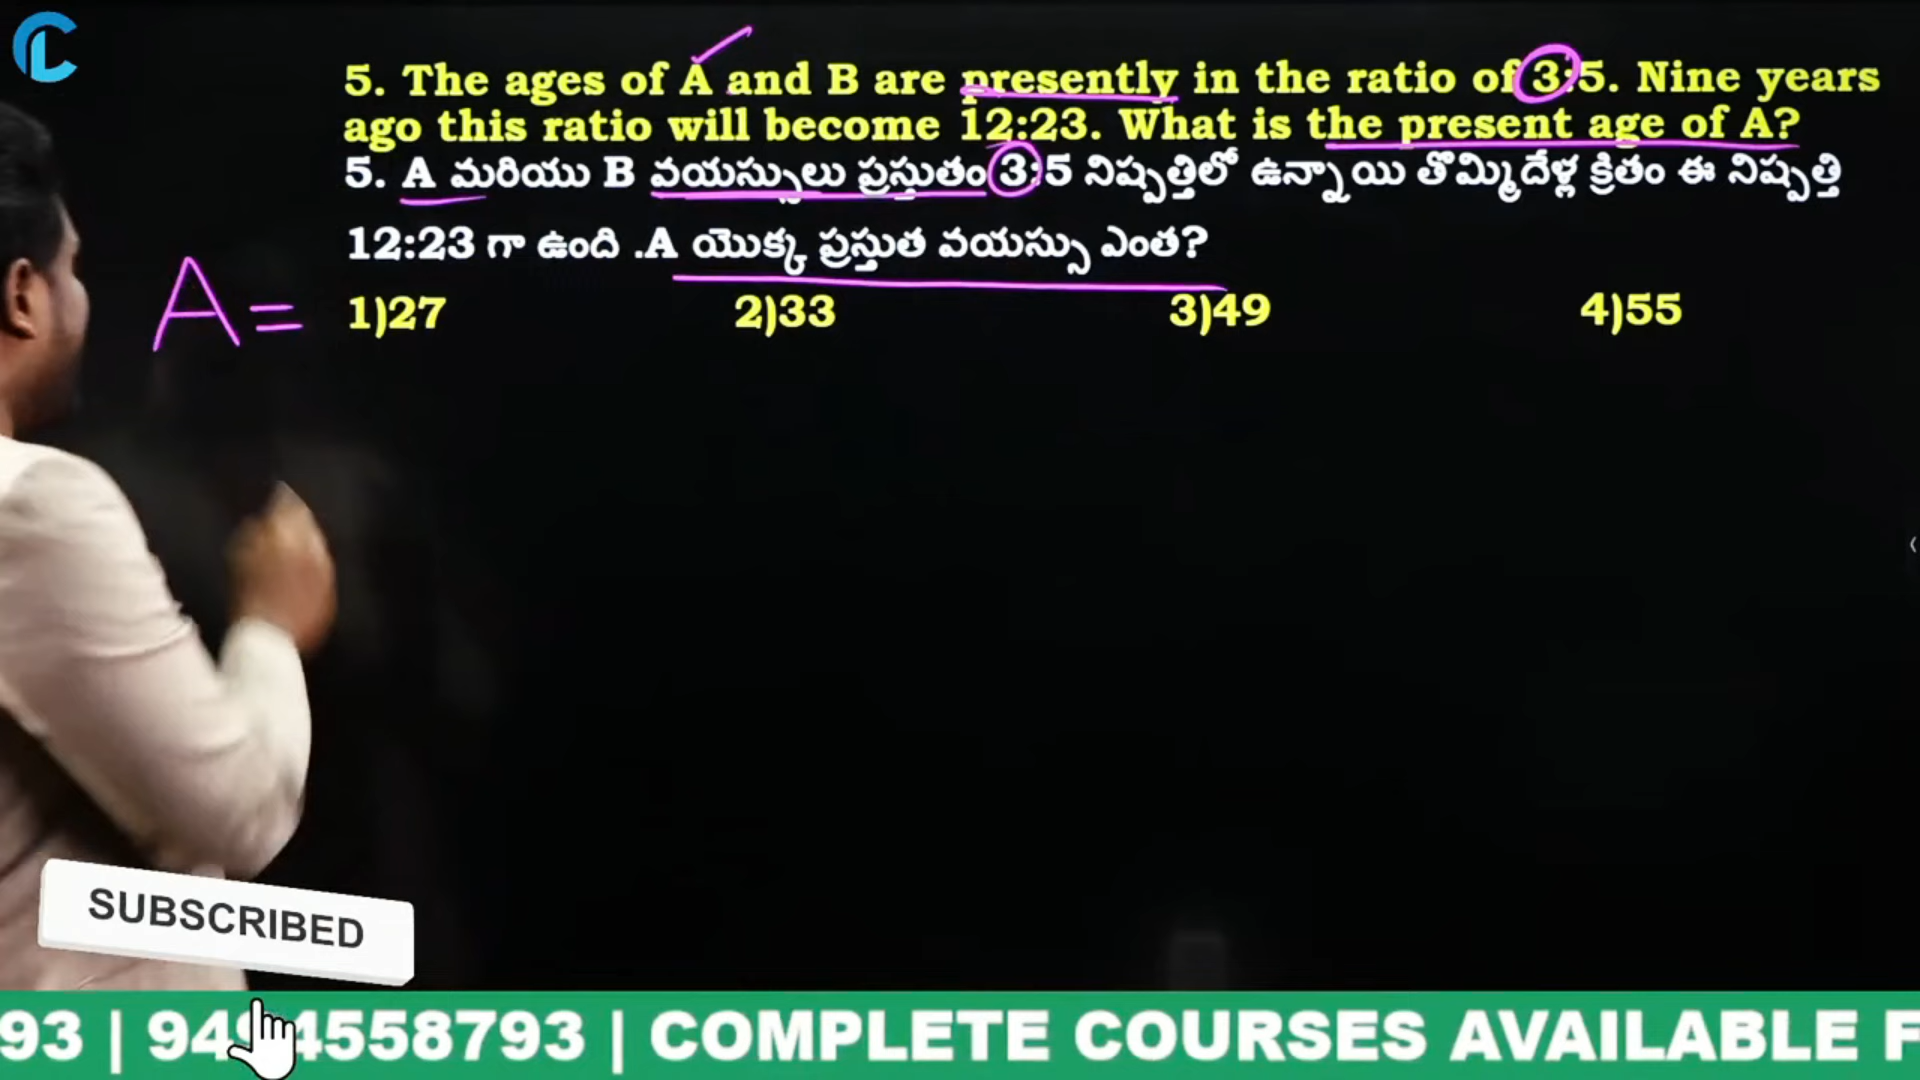 5. The ages of A and B are presently in the ratio of 3:5. Nine years
ago this ratio will become 12:23. What is the present age of A?
5. A మరియు B వయస్సులు ప్రస్తుతం 3:5 నిష్పత్తిలో ఉన్నాయి తొమ్మిదేళ్ల క్రితం ఈ నిష్పత్తి
12:23 గా ఉంది .A యొక్క ప్రస్తుత వయస్సు ఎంత?
A= 1)27 2)33 3)49 4)55
SUBSCRIBED
93 | 9494558793 | COMPLETE COURSES AVAILABLE F